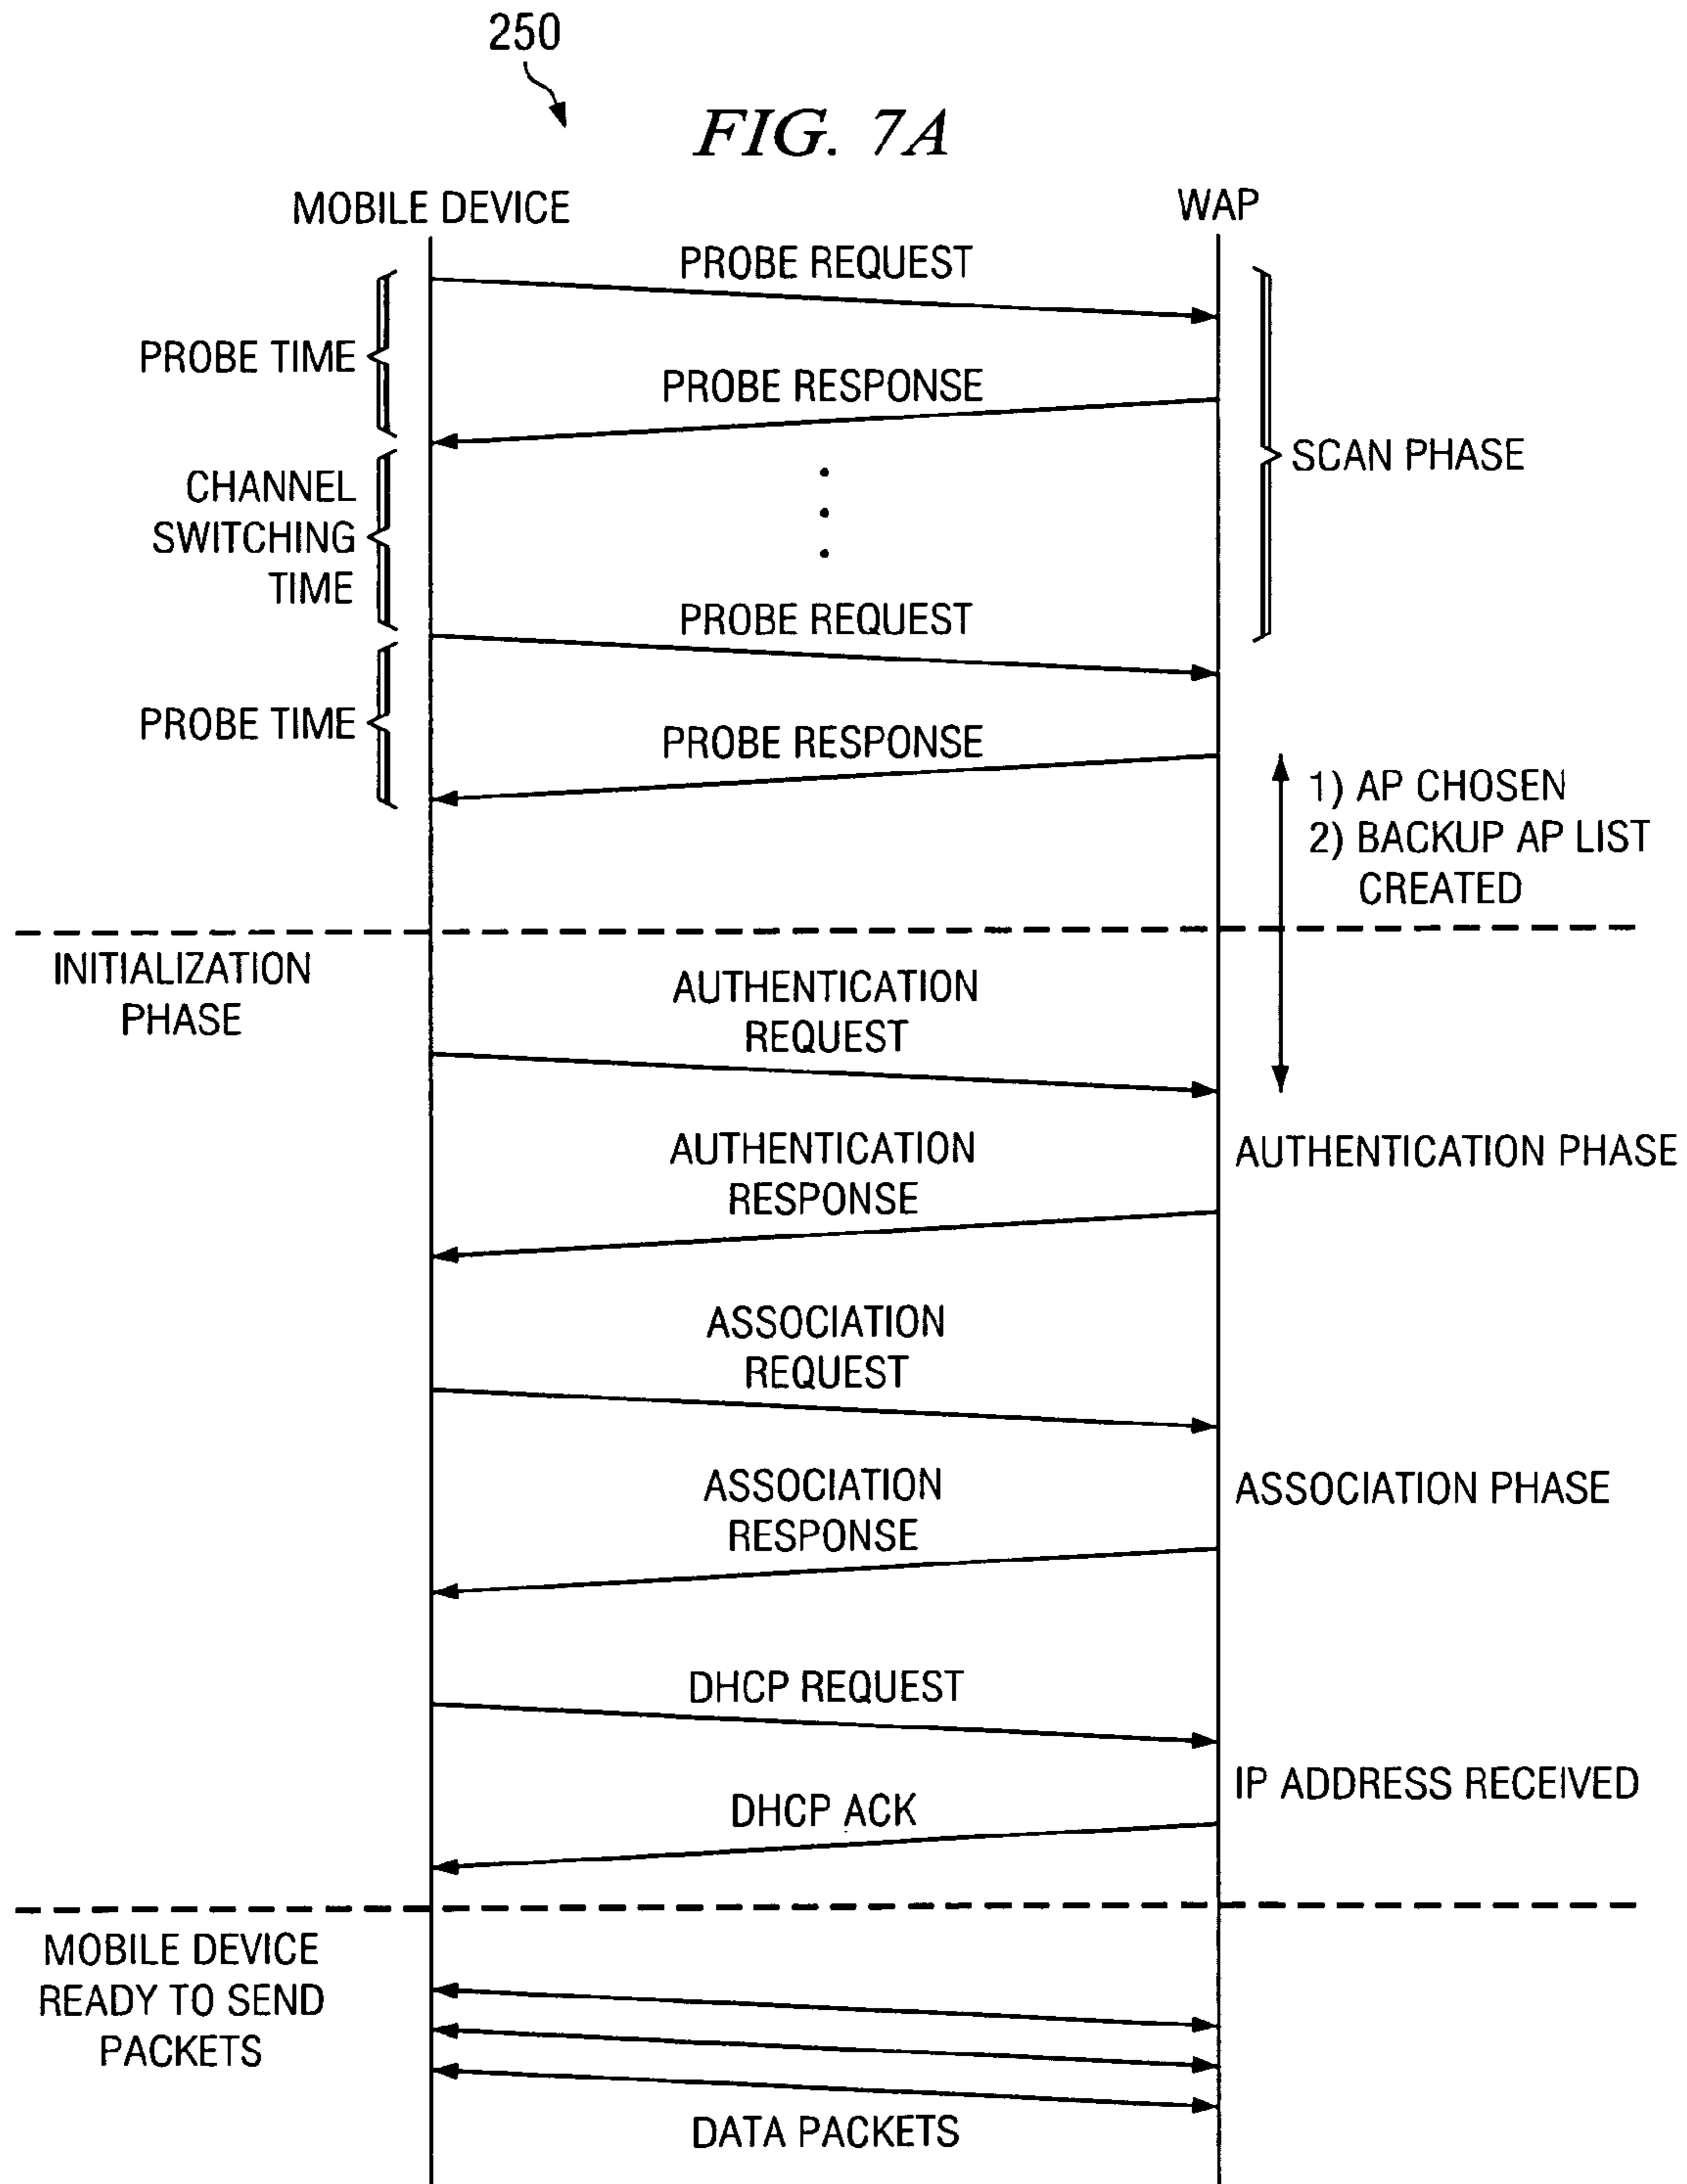 250
FIG. 7A
MOBILE DEVICE
WAP
PROBE REQUEST
PROBE TIME
PROBE RESPONSE
SCAN PHASE
CHANNEL
SWITCHING
TIME
PROBE REQUEST
PROBE TIME
PROBE RESPONSE
1) AP CHOSEN
2) BACKUP AP LIST
CREATED
INITIALIZATION
PHASE
AUTHENTICATION
REQUEST
AUTHENTICATION
RESPONSE
AUTHENTICATION PHASE
ASSOCIATION
REQUEST
ASSOCIATION
RESPONSE
ASSOCIATION PHASE
DHCP REQUEST
IP ADDRESS RECEIVED
DHCP ACK
MOBILE DEVICE
READY TO SEND
PACKETS
DATA PACKETS